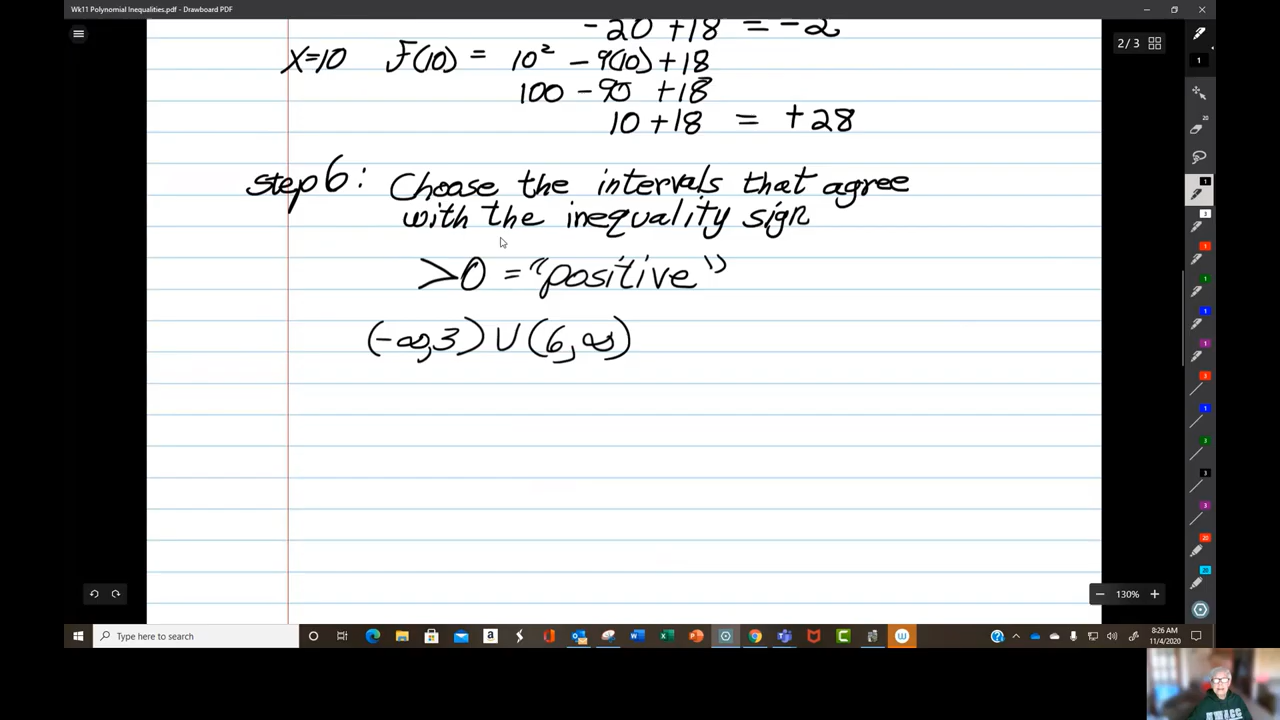 Wk11 Polynomial Inequalities.pdf - Drawboard PDF
2/3
-20 +18 = -2
X=10 F(10) = 10² - 9(10) + 18
100 - 90 + 18
10 + 18 = +28
Step 6: Choose the intervals that agree
with the inequality sign
>0 = "positive"
(-∞,3) ∪ (6,∞)
130%
Type here to search
8:26 AM
11/4/2020